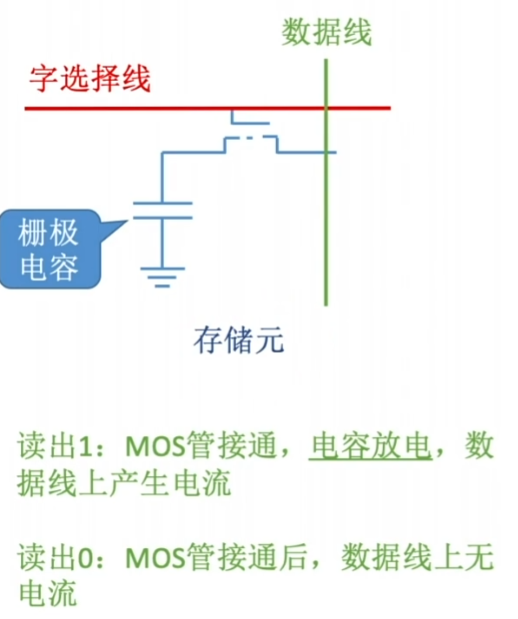 数据线
字选择线
栅极
电容
存储元
读出1：MOS管接通，电容放电，数
据线上产生电流
读出0：MOS管接通后，数据线上无
电流